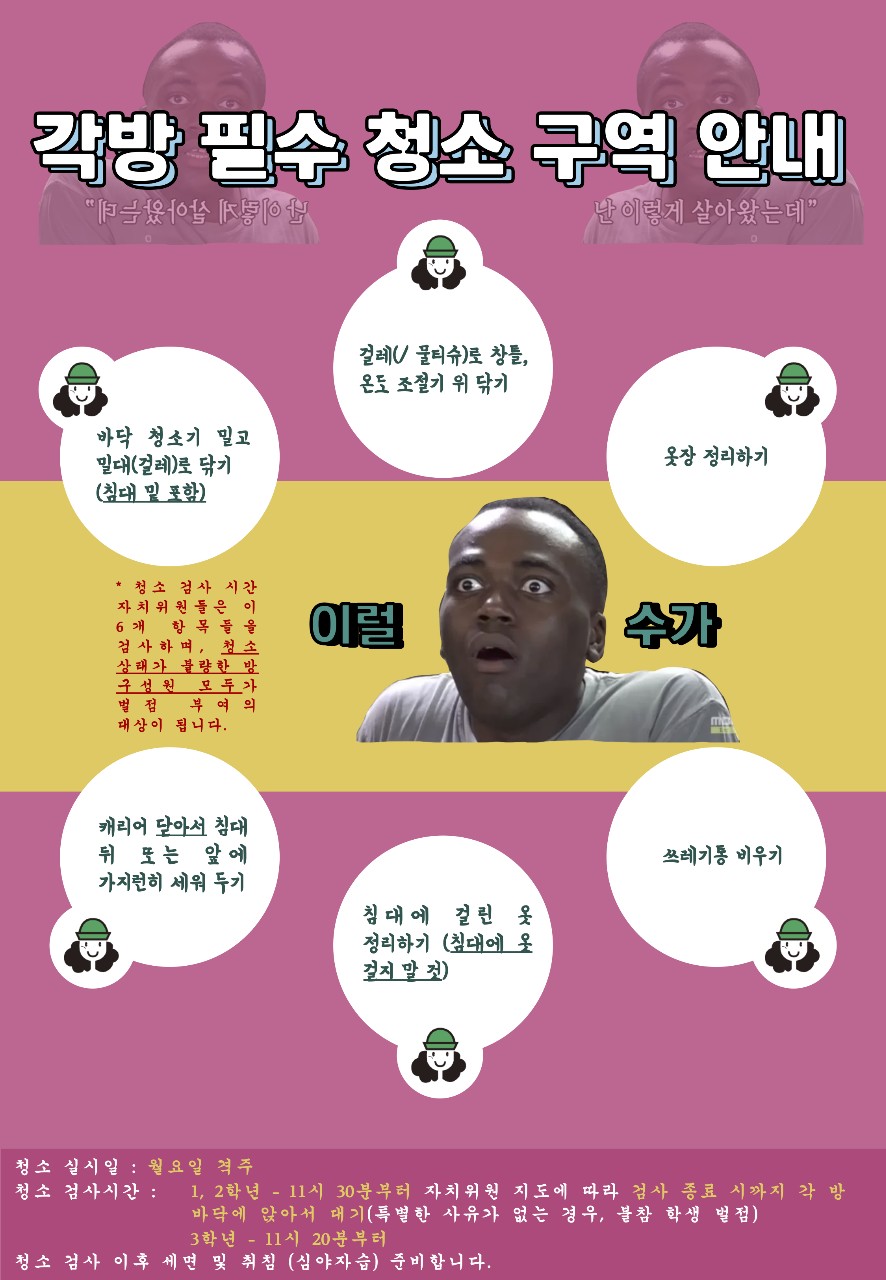 각방 필수 청소 구역 안내
난 이렇게 살아왔는데"
난 이렇게 살아왔는데"
걸레(/ 물티슈)로 창틀,
온도 조절기 위 닦기
바닥 청소기 밀고
밀대(걸레)로 닦기
(침대 밑 포함)
옷장 정리하기
* 청소 검사 시간
자치위원들은 이
6개 항목들을
검사하며, 청소
상태가 불량한 방
구성원 모두가
벌점 부여의
대상이 됩니다.
이럴
수가
캐리어 닫아서 침대
뒤 또는 앞에
가지런히 세워 두기
침대에 걸린 옷
정리하기 (침대에 옷
걸지 말 것)
쓰레기통 비우기
청소 실시일 : 월요일 격주
청소 검사시간 : 1, 2학년 - 11시 30분부터 자치위원 지도에 따라 검사 종료 시까지 각 방
바닥에 앉아서 대기(특별한 사유가 없는 경우, 불참 학생 벌점)
3학년 - 11시 20분부터
청소 검사 이후 세면 및 취침 (심야자습) 준비합니다.